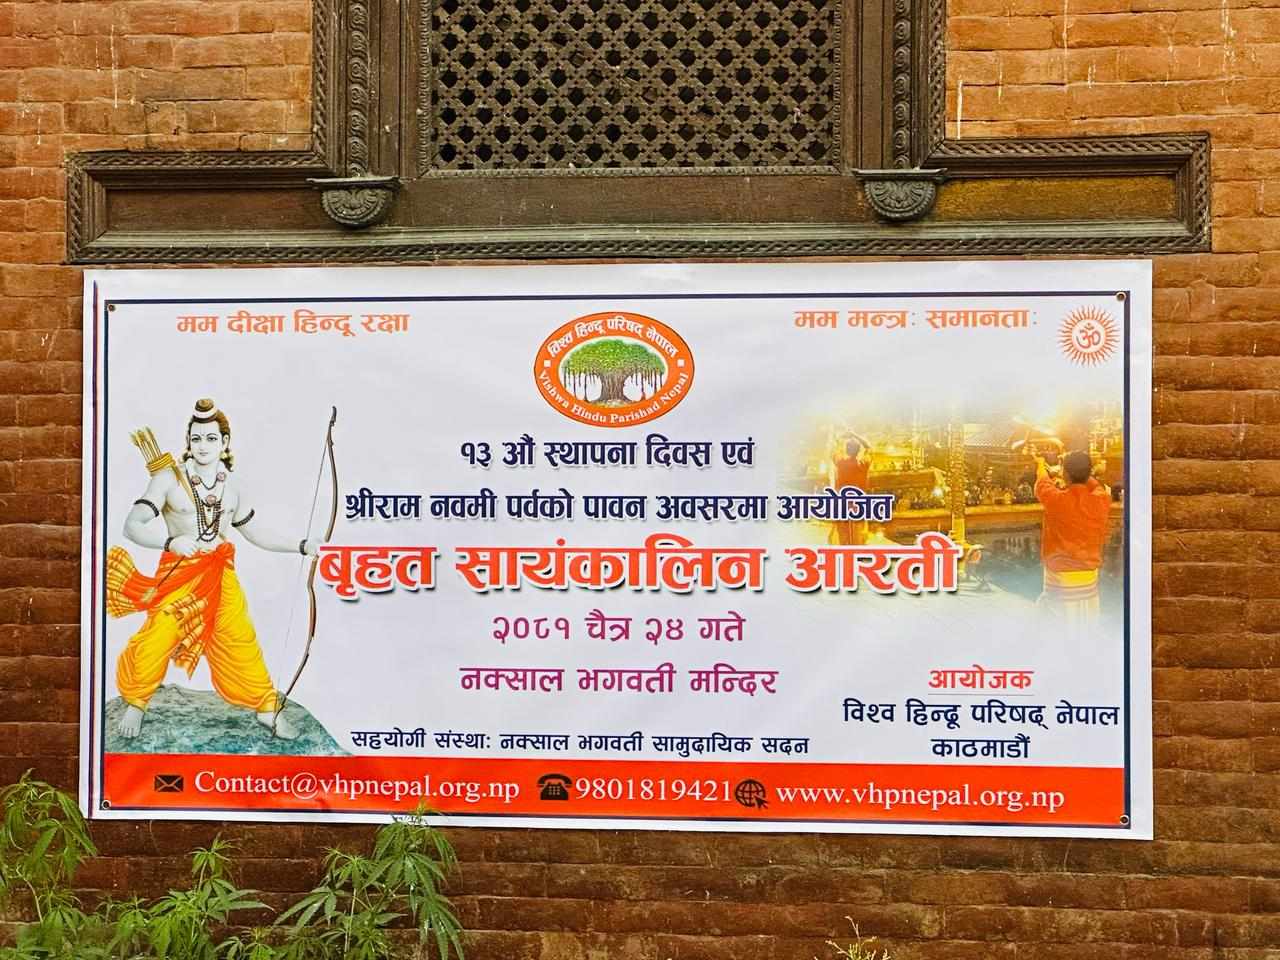 मम दीक्षा हिन्दू रक्षा
मम मन्त्र: समानता:
ॐ
विश्व हिन्दू परिषद् नेपाल
Vishwa Hindu Parishad Nepal
१३ औं स्थापना दिवस एवं
श्रीराम नवमी पर्वको पावन अवसरमा आयोजित
बृहत सायंकालिन आरती
२०८१ चैत्र २४ गते
नक्साल भगवती मन्दिर
आयोजक
विश्व हिन्दू परिषद् नेपाल
काठमाडौं
सहयोगी संस्था: नक्साल भगवती सामुदायिक सदन
Contact@vhpnepal.org.np 9801819421 www.vhpnepal.org.np